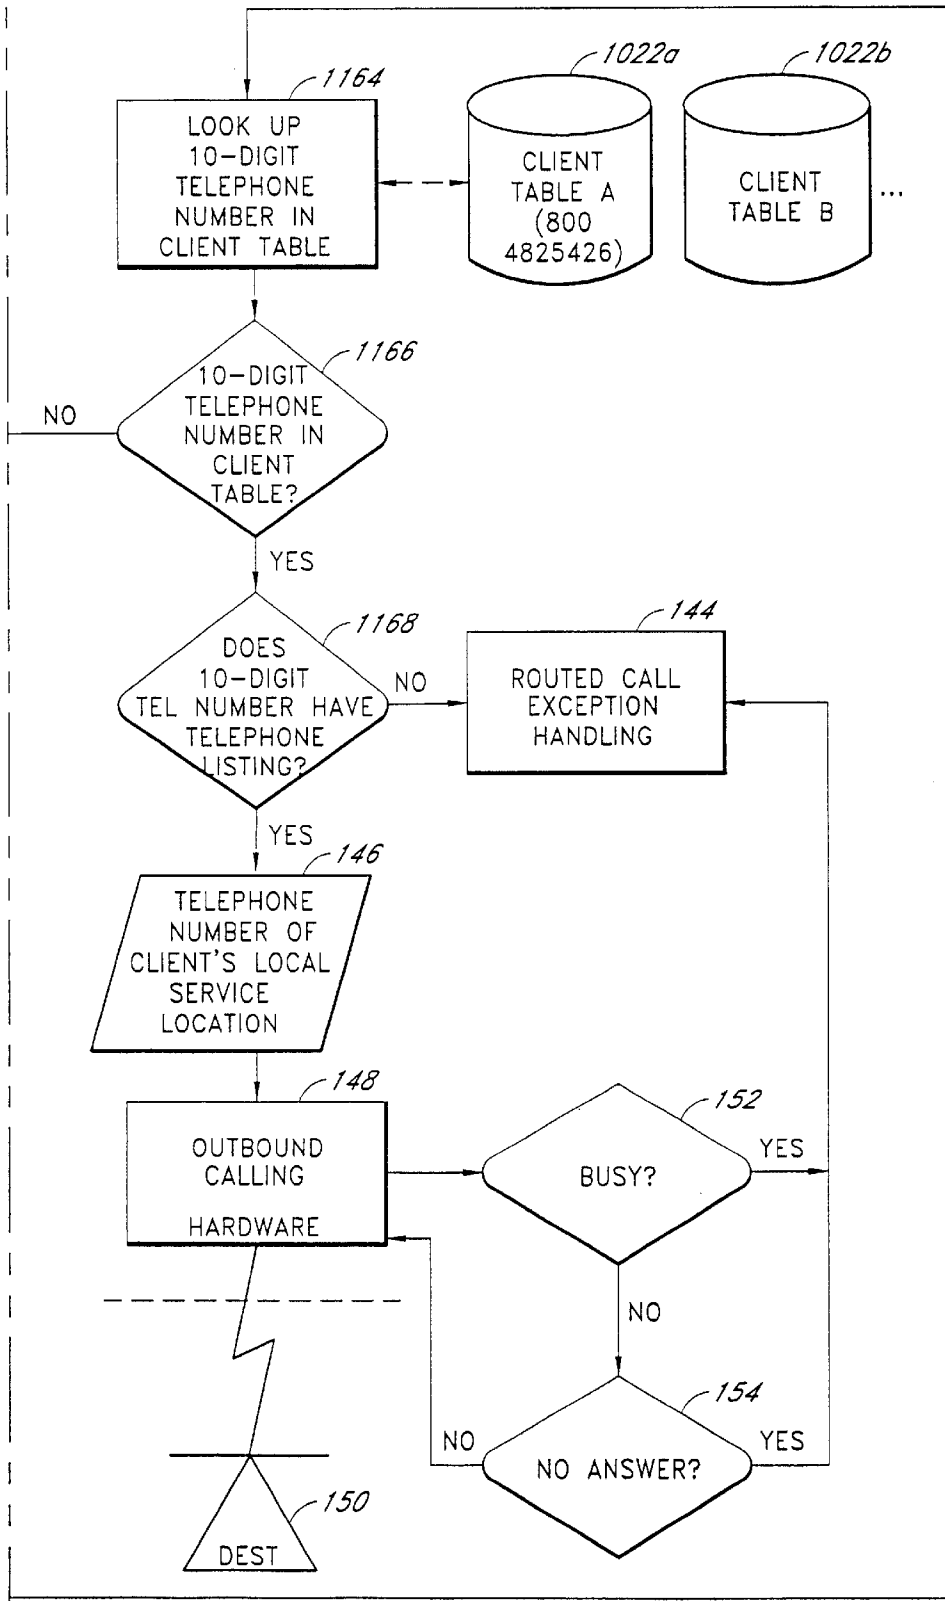 1164
LOOK UP
10-DIGIT
TELEPHONE
NUMBER IN
CLIENT TABLE
1022a
CLIENT
TABLE A
(800
4825426)
1022b
CLIENT
TABLE B
...
1166
10-DIGIT
TELEPHONE
NUMBER IN
CLIENT
TABLE?
NO
YES
1168
DOES
10-DIGIT
TEL NUMBER HAVE
TELEPHONE
LISTING?
NO
144
ROUTED CALL
EXCEPTION
HANDLING
YES
146
TELEPHONE
NUMBER OF
CLIENT'S LOCAL
SERVICE
LOCATION
148
OUTBOUND
CALLING
HARDWARE
152
BUSY?
YES
NO
154
NO ANSWER?
NO
YES
150
DEST